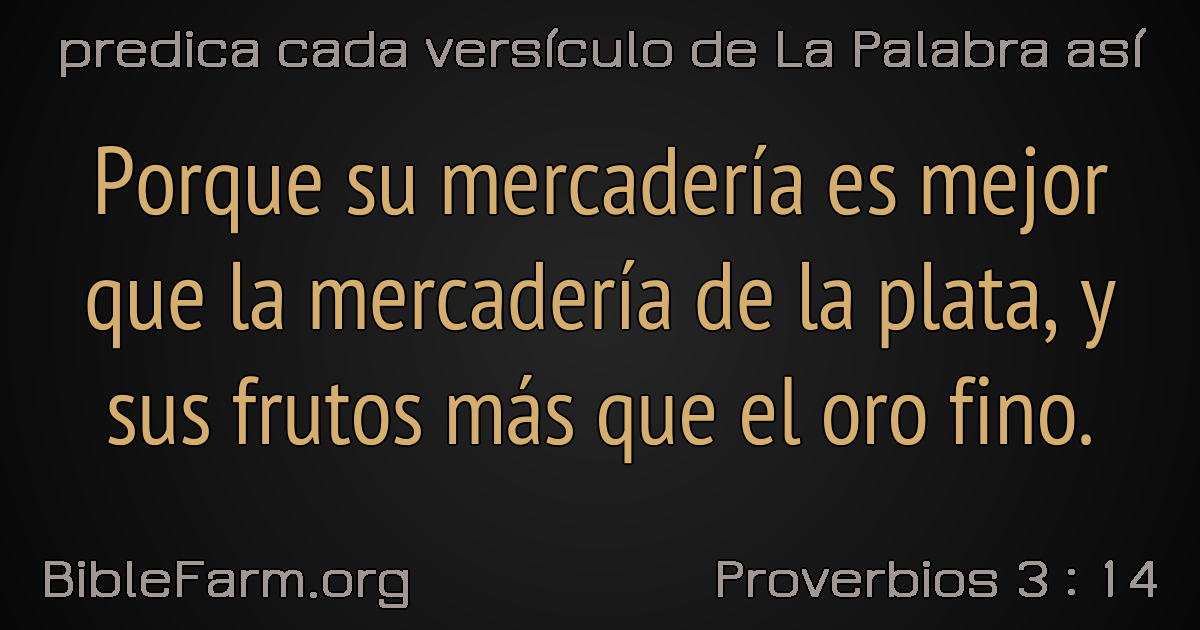 predica cada versículo de La Palabra así
Porque su mercadería es mejor
que la mercadería de la plata, y
sus frutos más que el oro fino.
BibleFarm.org
Proverbios 3 : 14